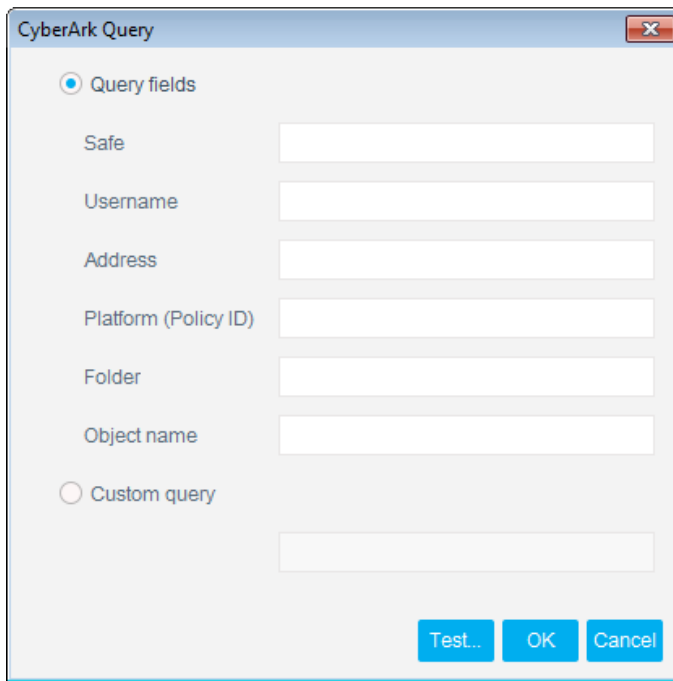 CyberArk Query
Query fields
Safe
Username
Address
Platform (Policy ID)
Folder
Object name
Custom query
Test... OK Cancel